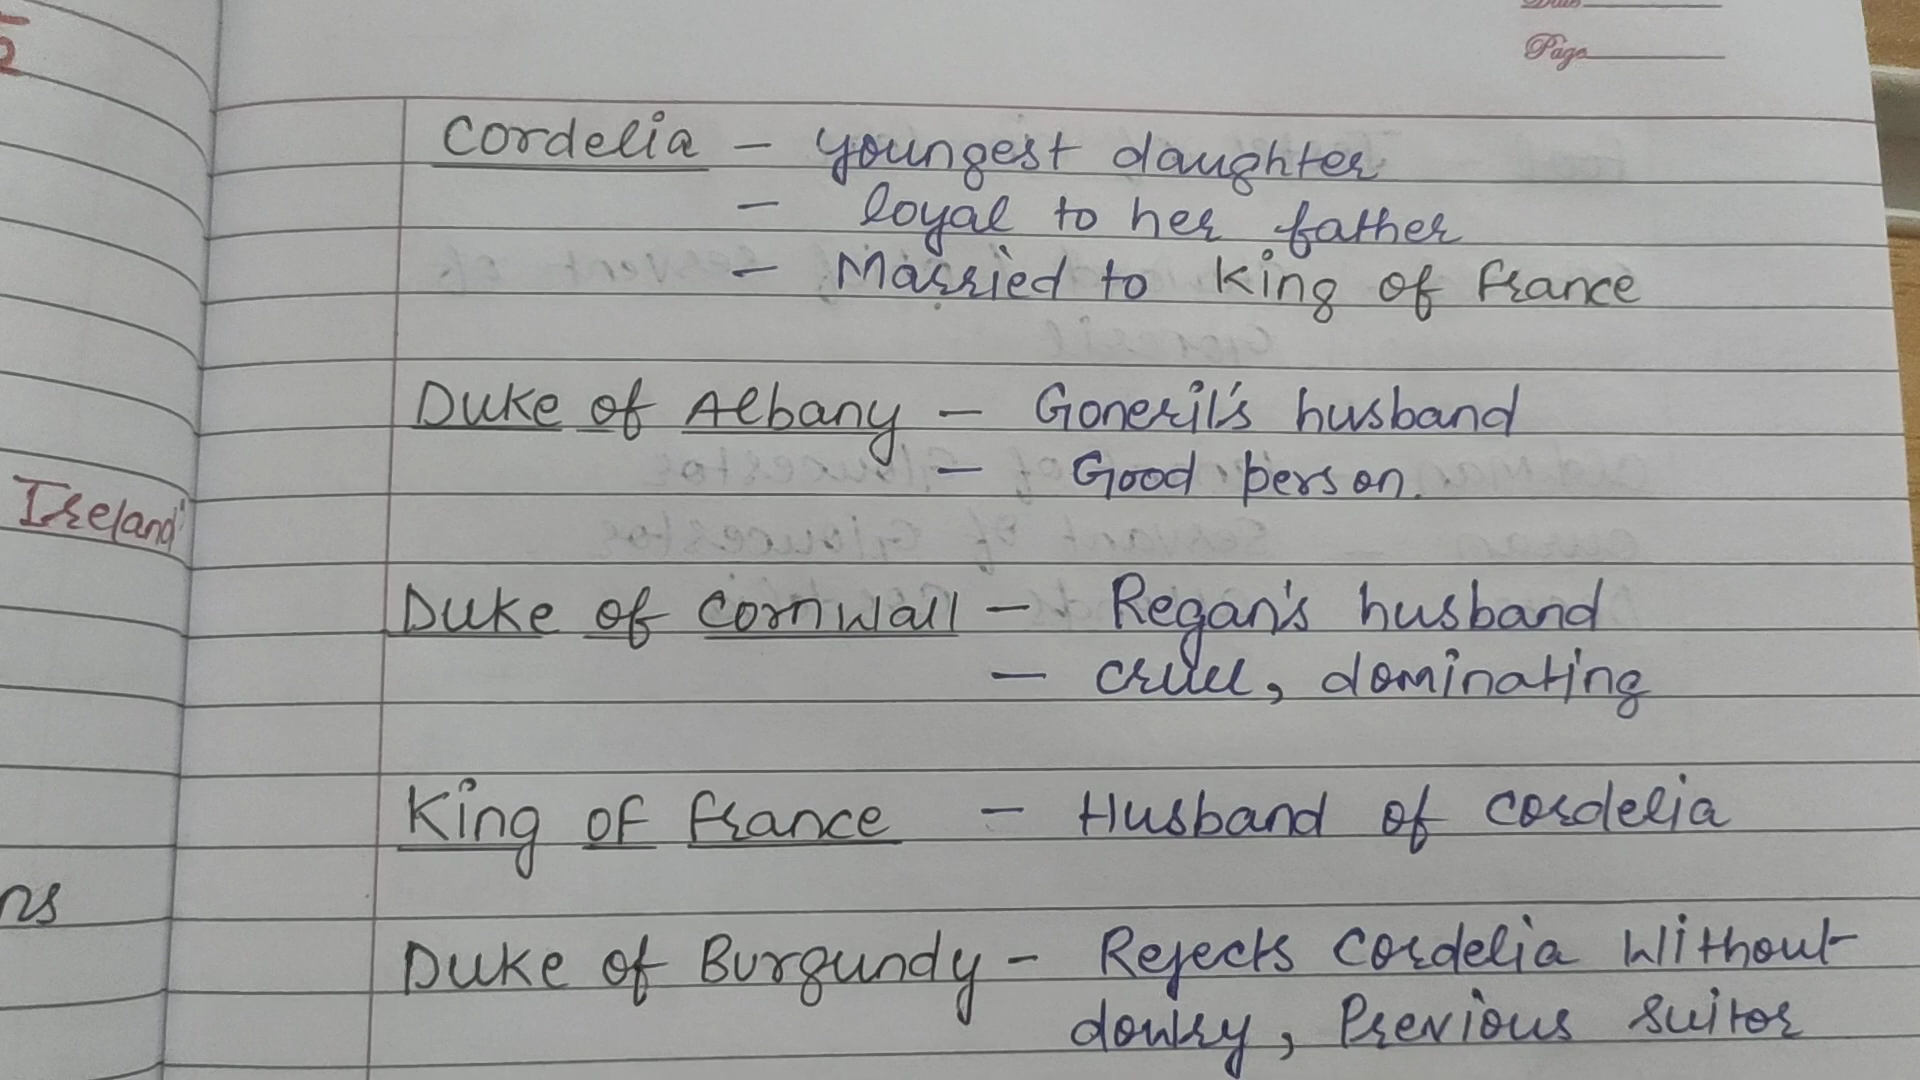 Page
Cordelia - youngest daughter
- loyal to her father
- Married to King of France
Duke of Albany - Goneril's husband
- Good person.
Ireland
Duke of Cornwall - Regan's husband
- cruel, dominating
King of France - Husband of Cordelia
ns
Duke of Burgundy - Rejects Cordelia without
dowry, Previous suitor